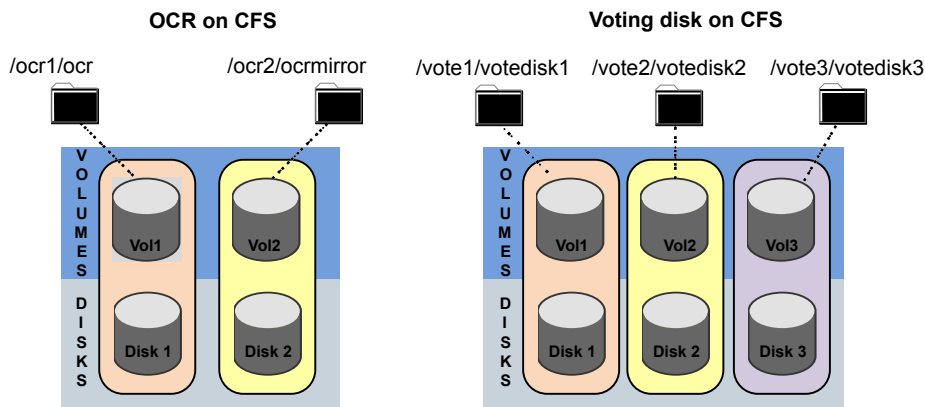 OCR on CFS
/ocr1/ocr
/ocr2/ocrmirror
VOLUMES
Vol1
Vol2
DISKS
Disk 1
Disk 2
Voting disk on CFS
/vote1/votedisk1
/vote2/votedisk2
/vote3/votedisk3
VOLUMES
Vol1
Vol2
Vol3
DISKS
Disk 1
Disk 2
Disk 3